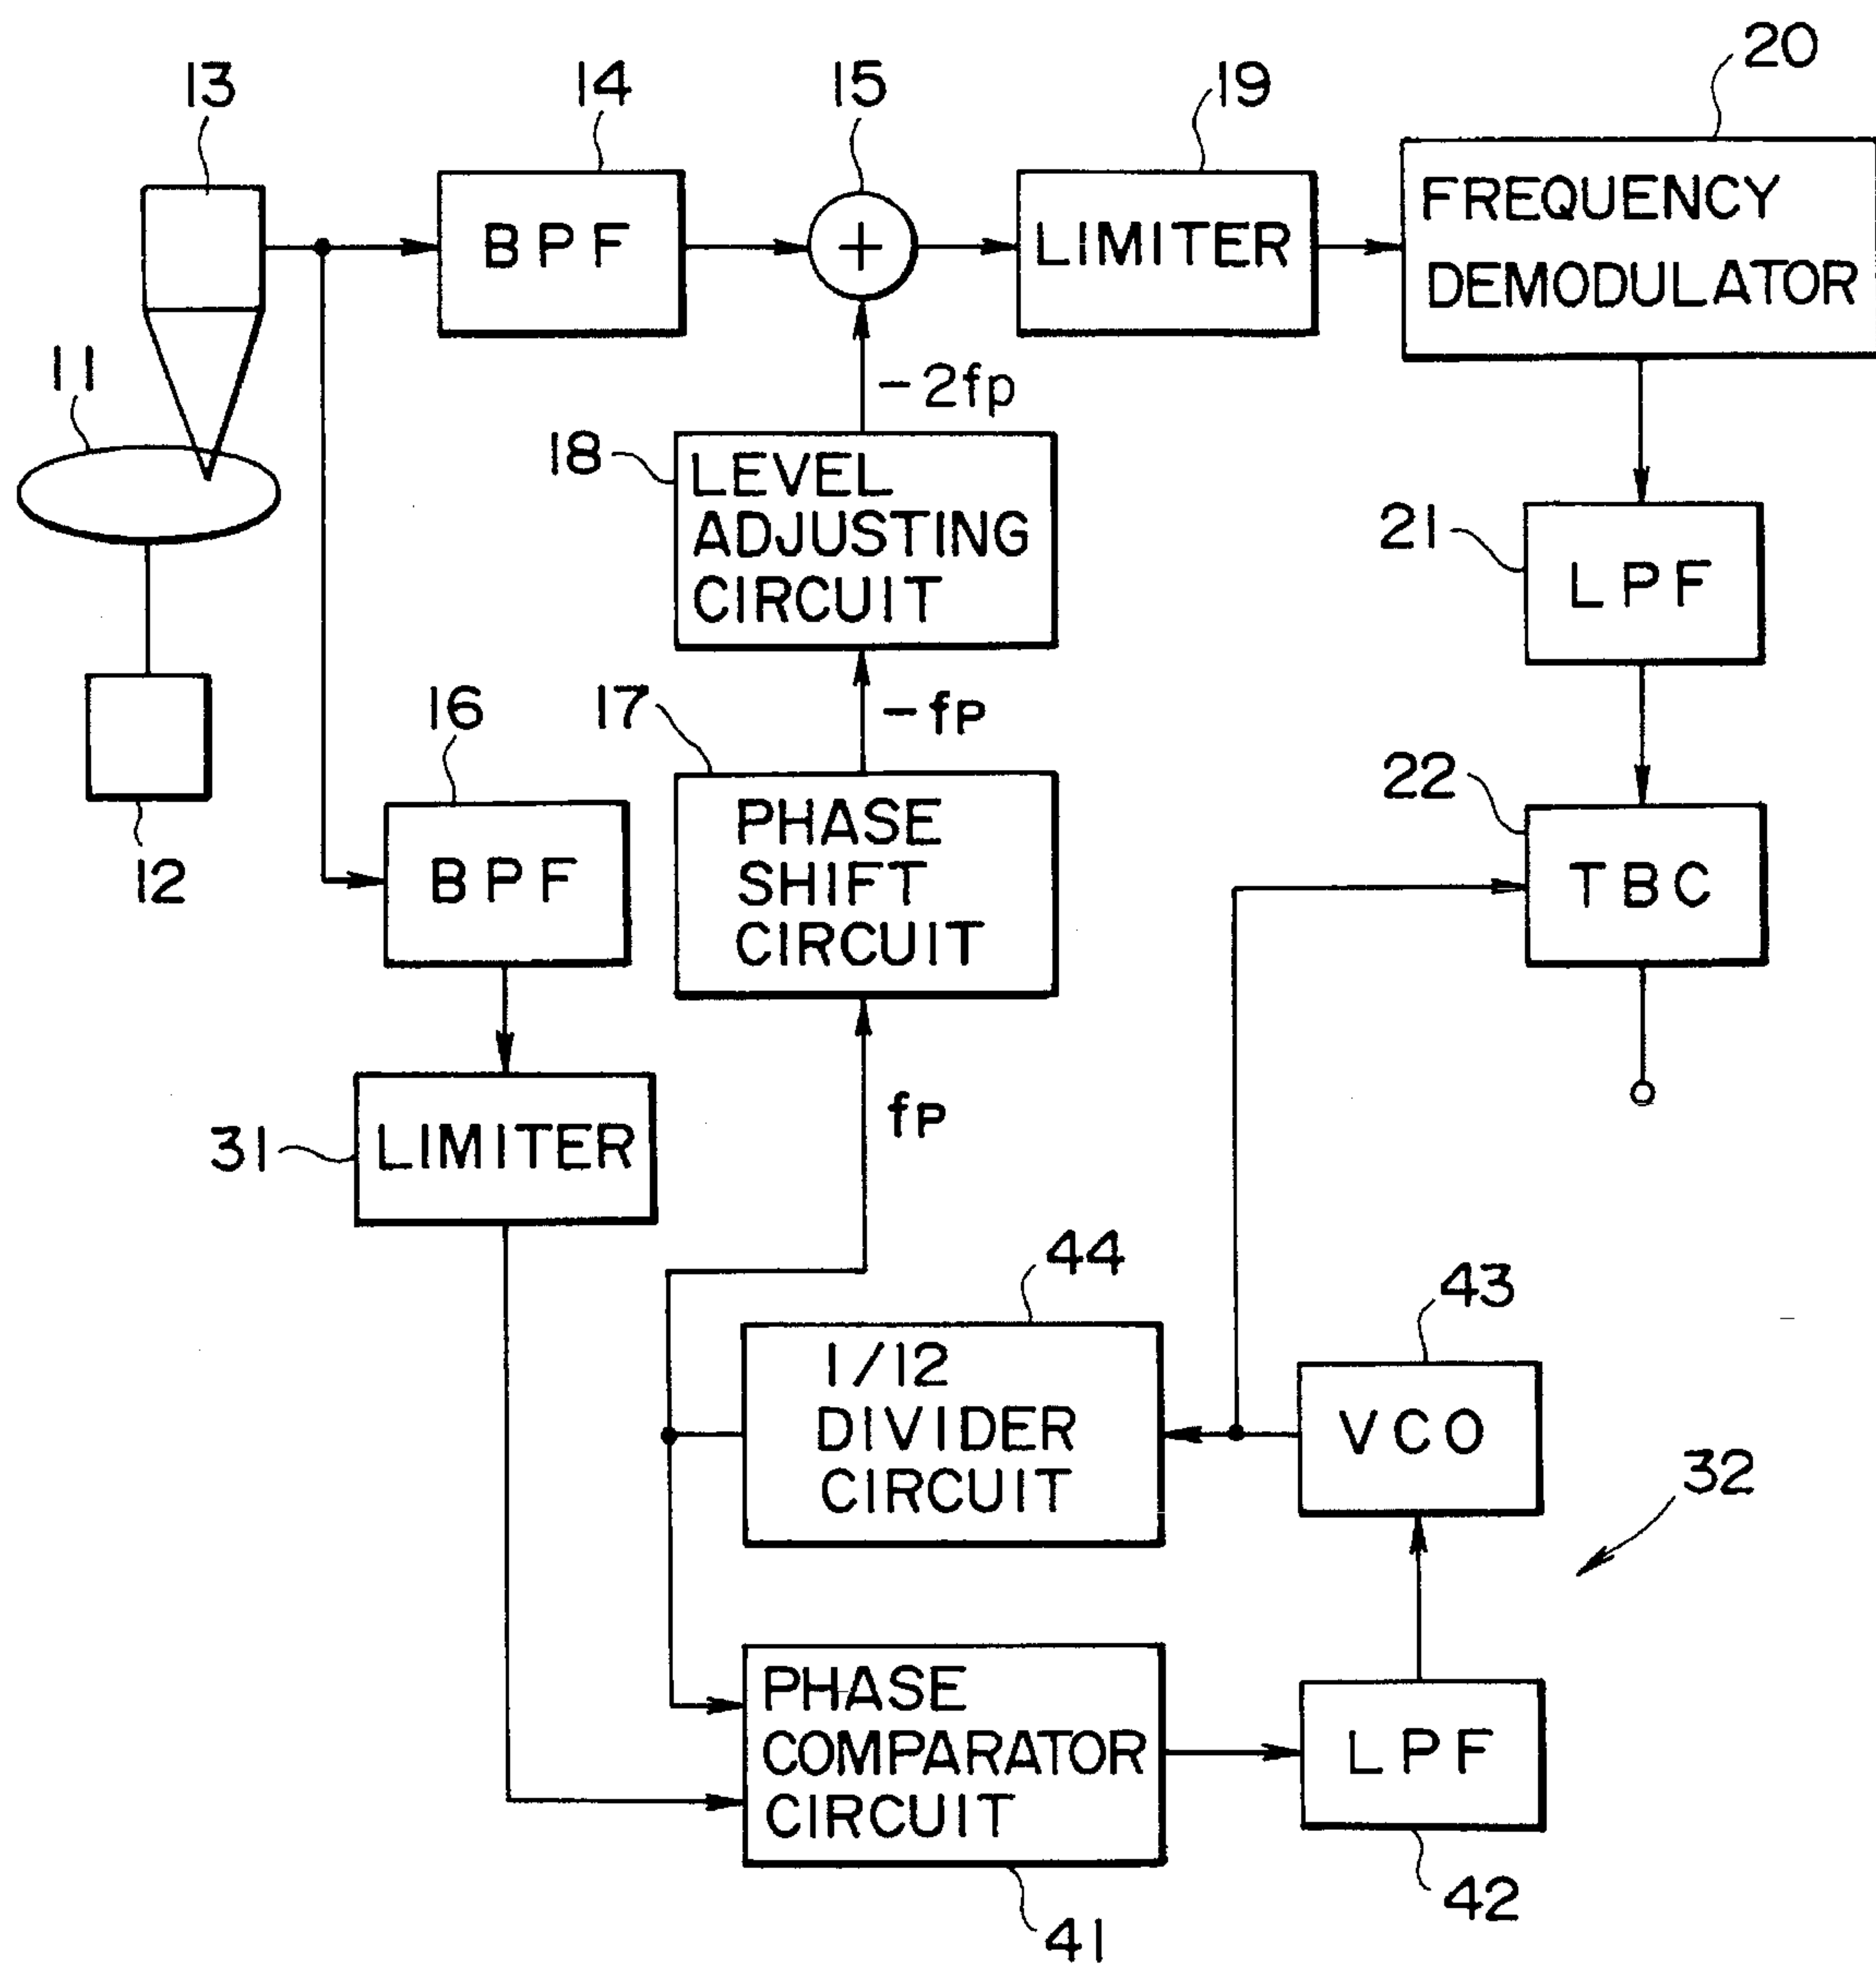 20
13
14
15
19
FREQUENCY
DEMODULATOR
BPF
+
LIMITER
11
-2fp
18
LEVEL
ADJUSTING
CIRCUIT
21
LPF
16
17
-fp
22
12
BPF
PHASE
SHIFT
CIRCUIT
TBC
fp
31
LIMITER
44
43
1/12
DIVIDER
CIRCUIT
VCO
32
PHASE
COMPARATOR
CIRCUIT
LPF
42
41